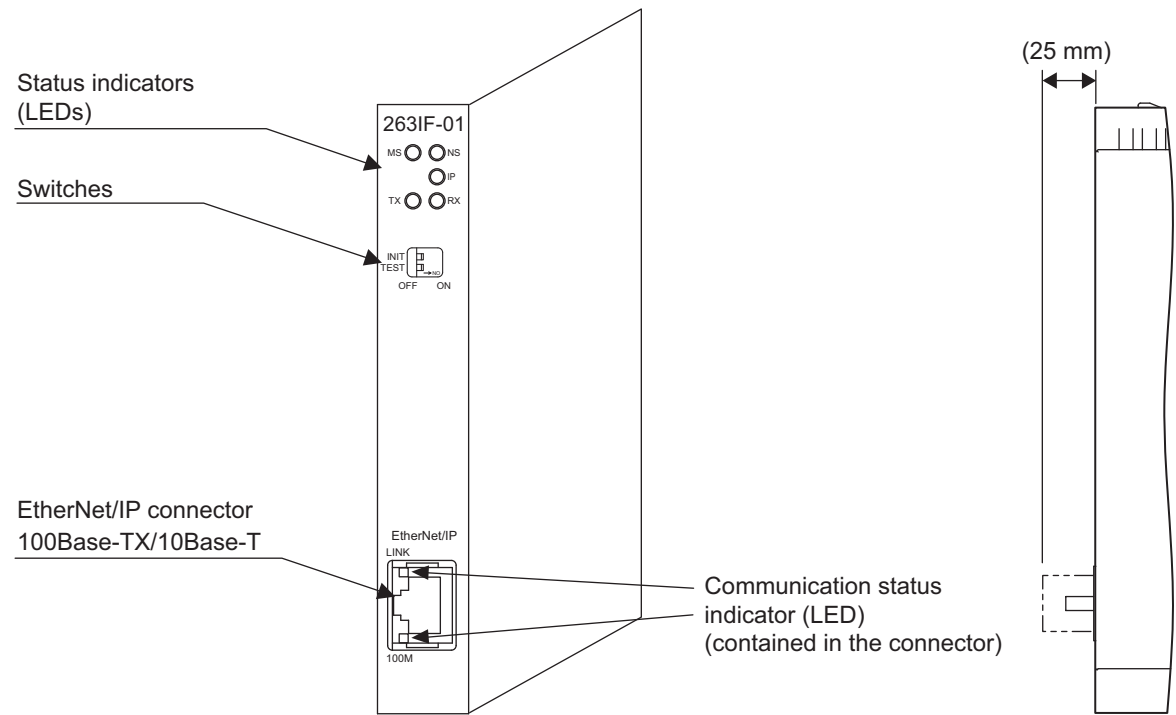 (25 mm)
Status indicators
(LEDs)
263IF-01
MS NS
IP
TX RX
Switches
INIT
TEST
→NO
OFF ON
EtherNet/IP connector
100Base-TX/10Base-T
EtherNet/IP
LINK
100M
Communication status
indicator (LED)
(contained in the connector)